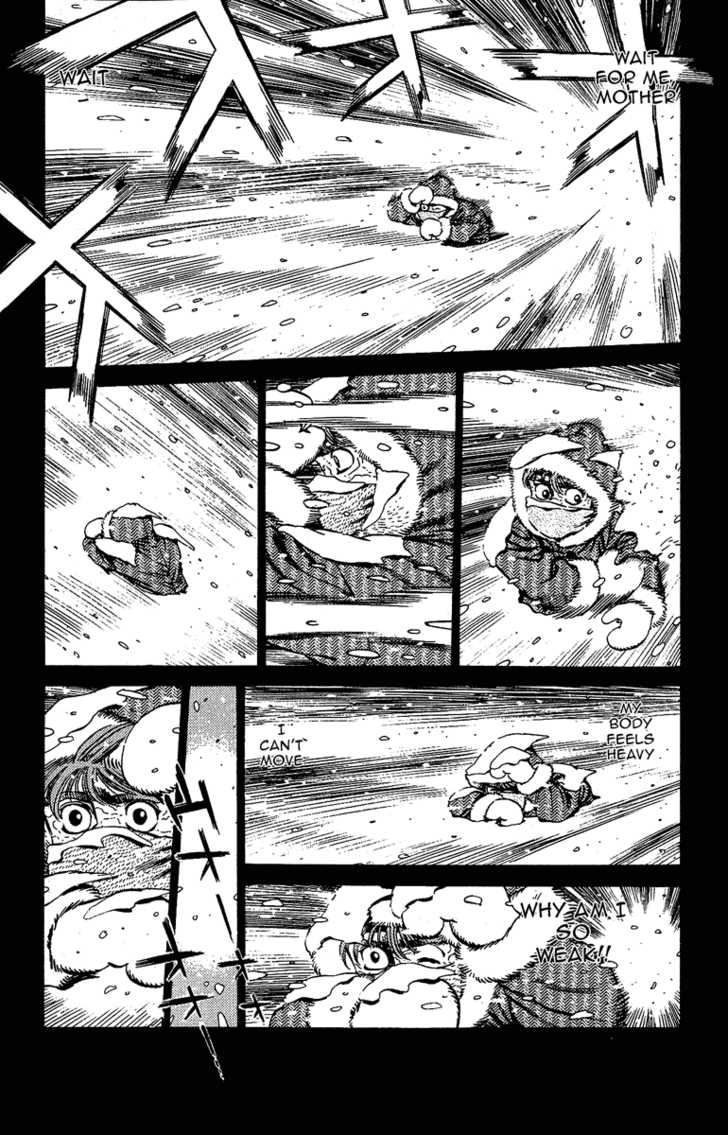 WAIT
FOR ME,
MOTHER
WAIT
MY
BODY
FEELS
HEAVY
I
CAN'T
MOVE
WHY AM I
SO
WEAK!!